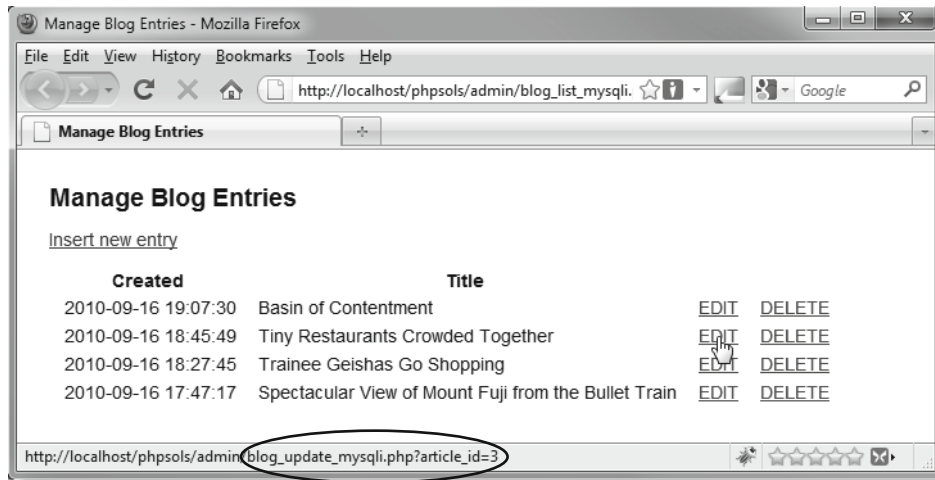 Manage Blog Entries - Mozilla Firefox
File Edit View History Bookmarks Tools Help
http://localhost/phpsols/admin/blog_list_mysqli. Google
Manage Blog Entries
Manage Blog Entries
Insert new entry
Created Title
2010-09-16 19:07:30 Basin of Contentment EDIT DELETE
2010-09-16 18:45:49 Tiny Restaurants Crowded Together EDIT DELETE
2010-09-16 18:27:45 Trainee Geishas Go Shopping EDIT DELETE
2010-09-16 17:47:17 Spectacular View of Mount Fuji from the Bullet Train EDIT DELETE
http://localhost/phpsols/admin/blog_update_mysqli.php?article_id=3